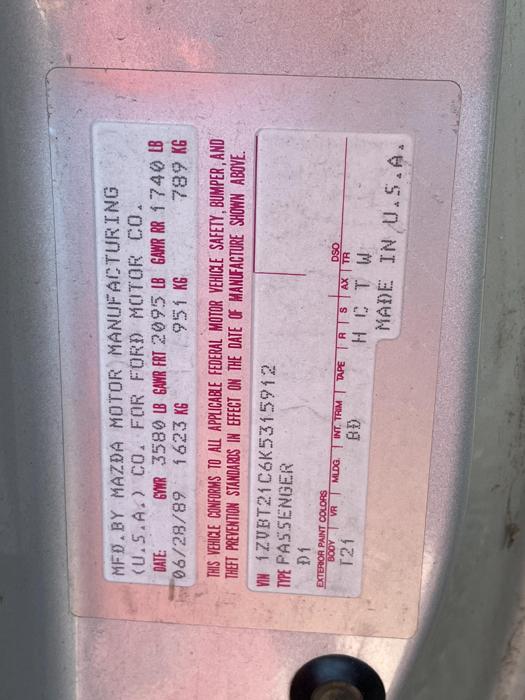 MFD. BY MAZDA MOTOR MANUFACTURING
(U.S.A.) CO. FOR FORD MOTOR CO.
DATE: GVWR 3580 LB GAWR FRT 2095 LB GAWR RR 1740 LB
06/28/89 1623 KG 951 KG 789 KG
THIS VEHICLE CONFORMS TO ALL APPLICABLE FEDERAL MOTOR VEHICLE SAFETY, BUMPER, AND
THEFT PREVENTION STANDARDS IN EFFECT ON THE DATE OF MANUFACTURE SHOWN ABOVE.
VIN 1ZVBT21C6K5315912
TYPE PASSENGER
D1
EXTERIOR PAINT COLORS DSO
BODY VR MLDG. INT. TRIM TAPE R S AX TR
T21 BD H C T W
MADE IN U.S.A.